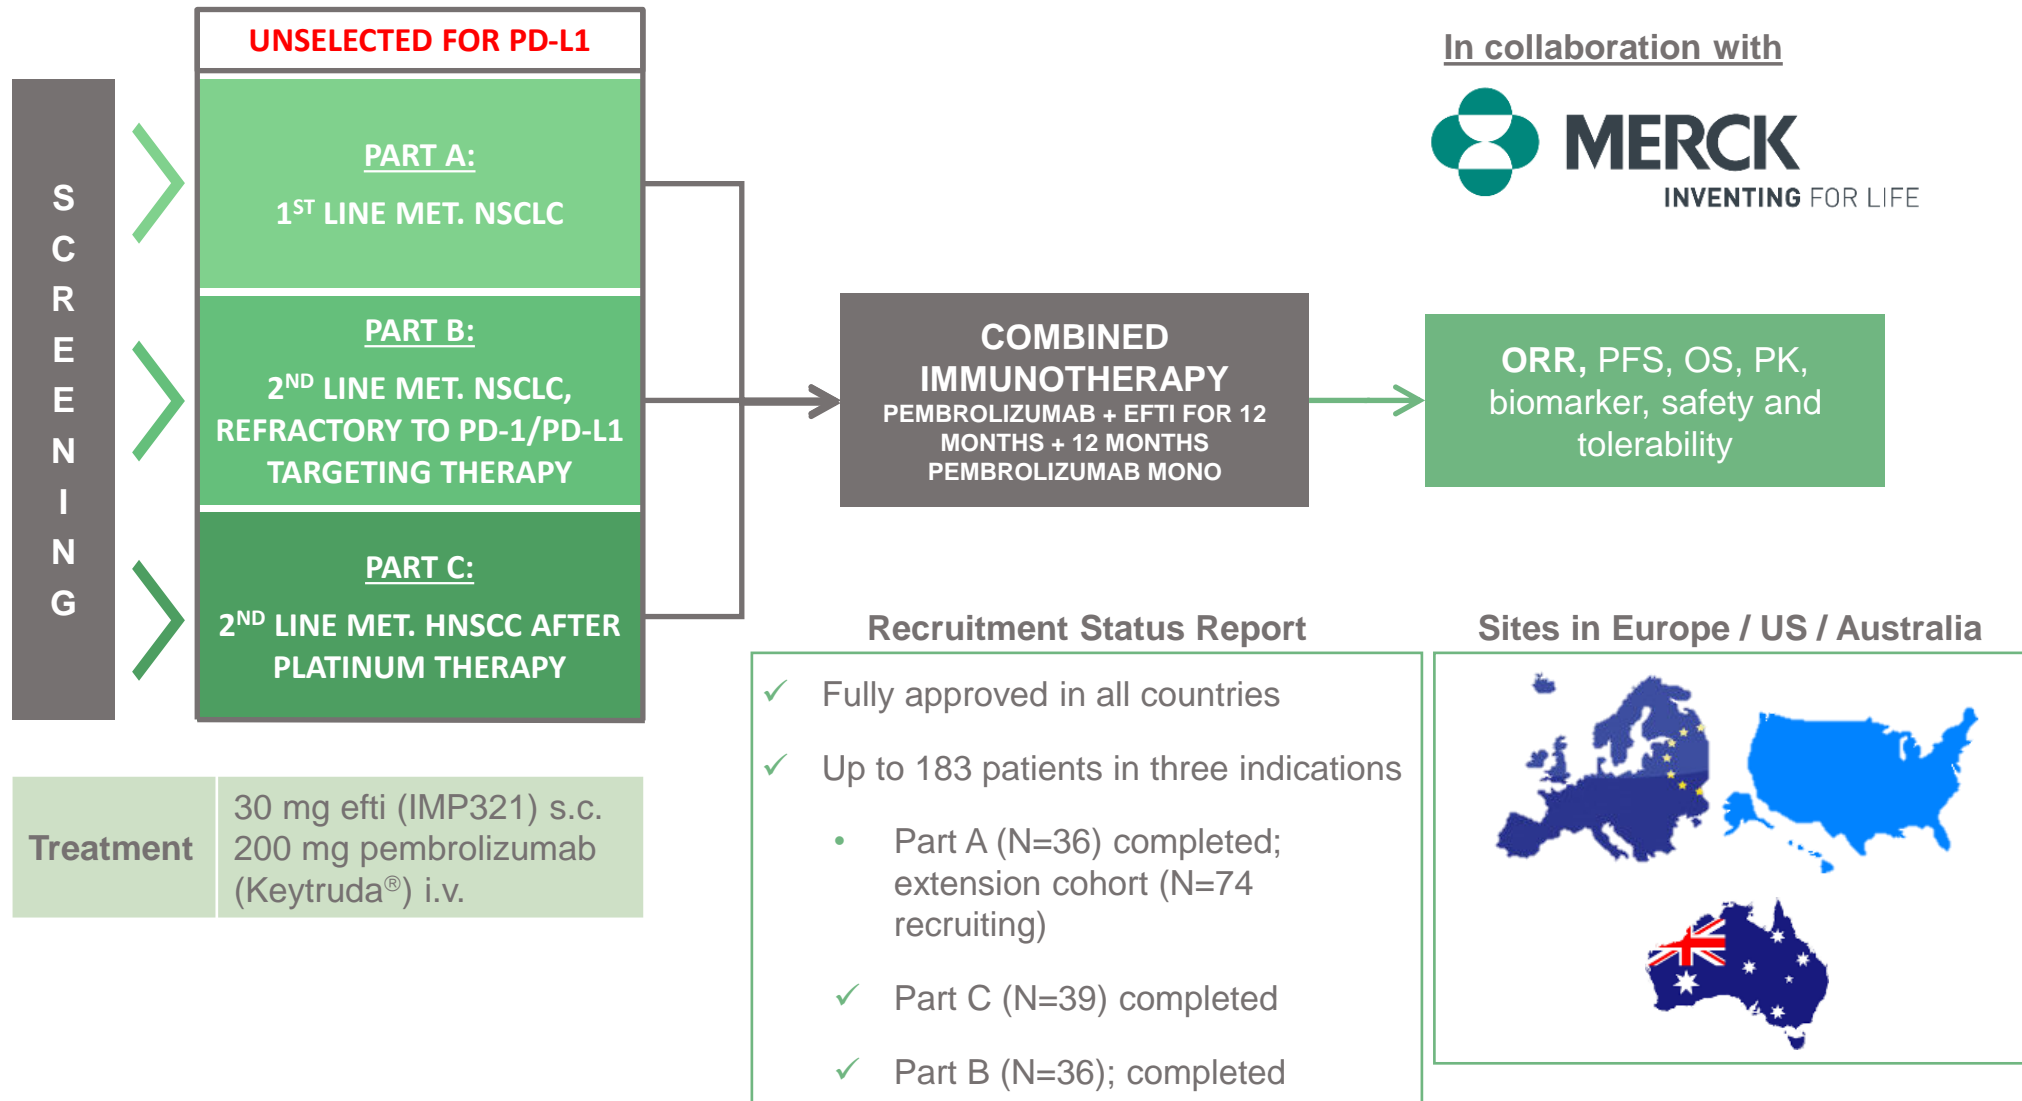 UNSELECTED FOR PD-L1
SCREENING
PART A:
1ST LINE MET. NSCLC
PART B:
2ND LINE MET. NSCLC,
REFRACTORY TO PD-1/PD-L1
TARGETING THERAPY
PART C:
2ND LINE MET. HNSCC AFTER
PLATINUM THERAPY
COMBINED
IMMUNOTHERAPY
PEMBROLIZUMAB + EFTI FOR 12
MONTHS + 12 MONTHS
PEMBROLIZUMAB MONO
In collaboration with
MERCK
INVENTING FOR LIFE
ORR, PFS, OS, PK,
biomarker, safety and
tolerability
Treatment
30 mg efti (IMP321) s.c.
200 mg pembrolizumab
(Keytruda®) i.v.
Recruitment Status Report
✓ Fully approved in all countries
✓ Up to 183 patients in three indications
• Part A (N=36) completed;
extension cohort (N=74
recruiting)
✓ Part C (N=39) completed
✓ Part B (N=36); completed
Sites in Europe / US / Australia